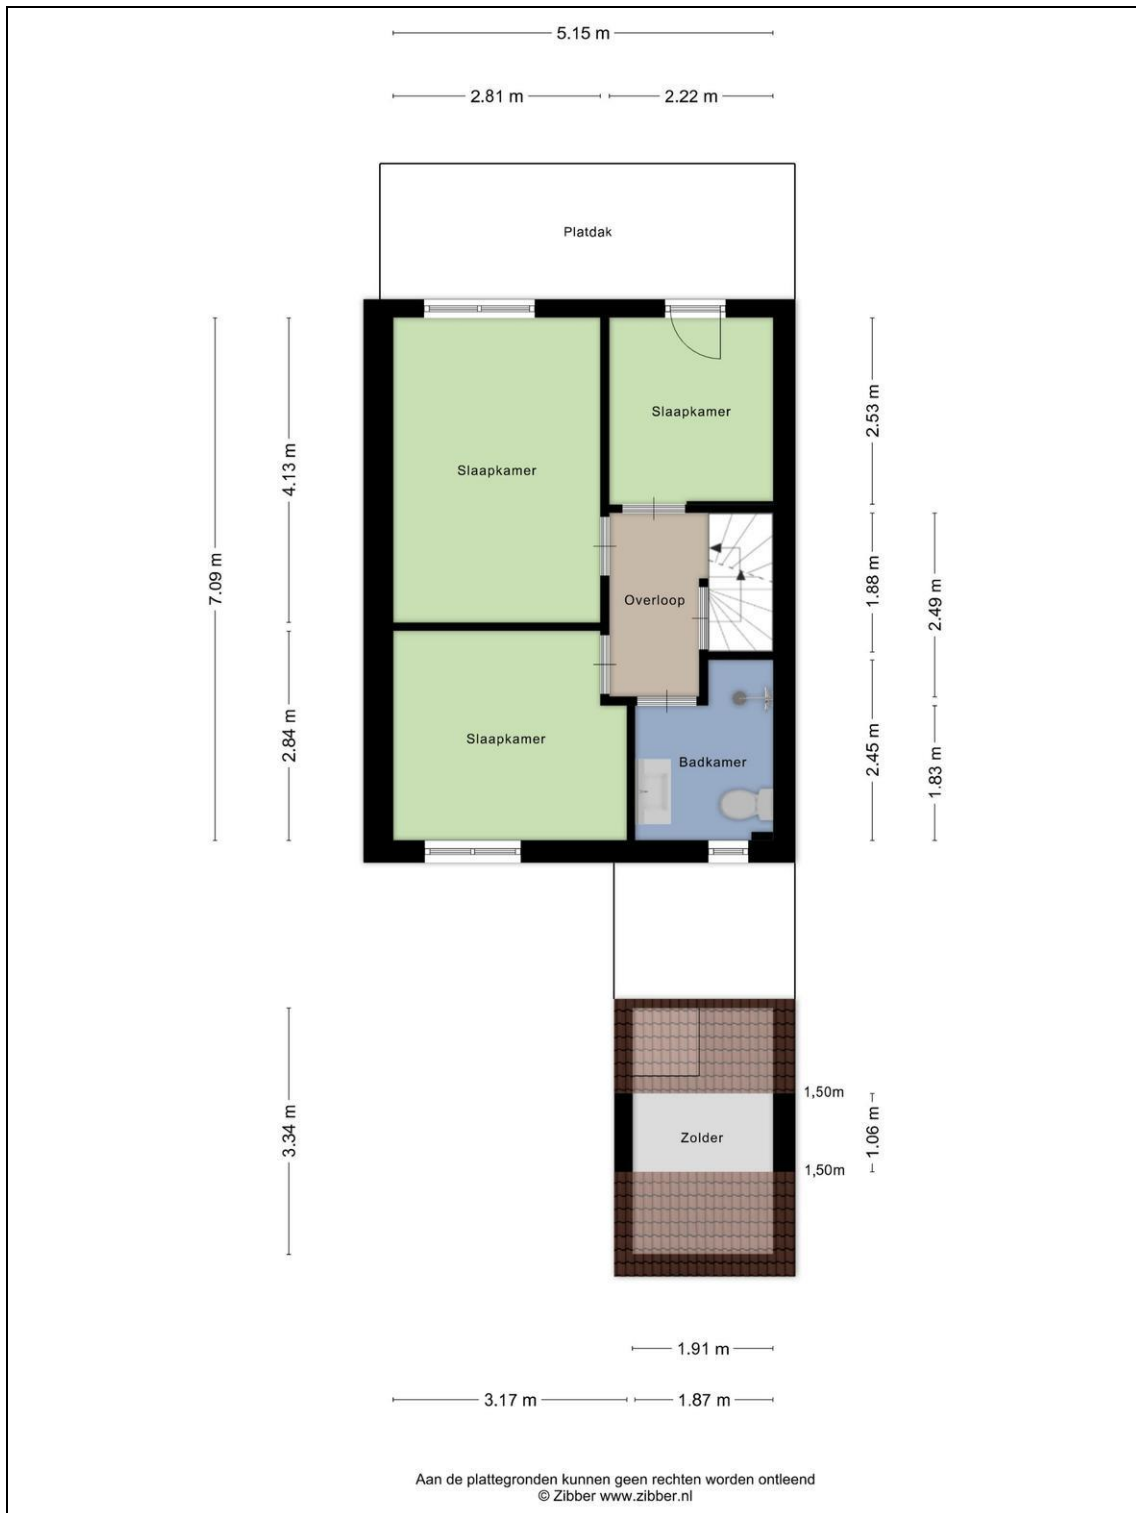 5.15 m
2.81 m
2.22 m
Platdak
Slaapkamer
Slaapkamer
Overloop
Slaapkamer
Badkamer
7.09 m
4.13 m
2.84 m
2.53 m
1.88 m
2.49 m
2.45 m
1.83 m
1,50m
Zolder
1,50m
3.34 m
1.06 m
1.91 m
3.17 m
1.87 m
Aan de plattegronden kunnen geen rechten worden ontleend
© Zibber www.zibber.nl